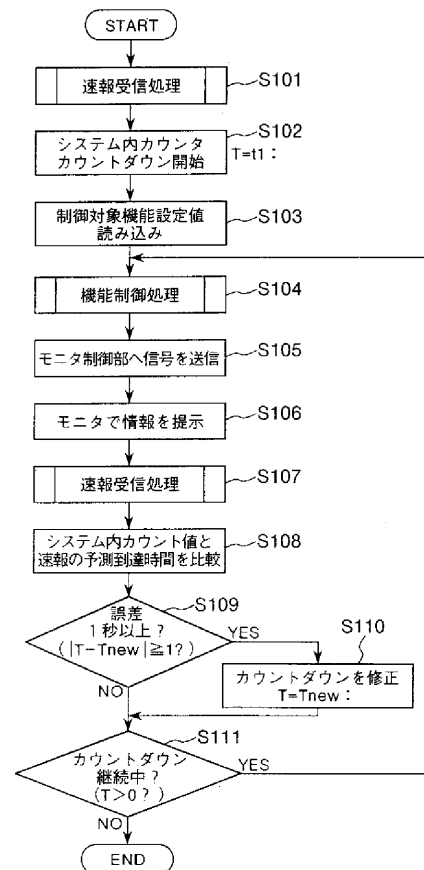 START
速報受信処理
S101
システム内カウンタ
カウントダウン開始
S102
T=t1:
制御対象機能設定値
読み込み
S103
機能制御処理
S104
モニタ制御部へ信号を送信
S105
モニタで情報を提示
S106
速報受信処理
S107
システム内カウント値と
速報の予測到達時間を比較
S108
誤差
1秒以上?
(|T-Tnew|≧1?)
S109
YES
NO
カウントダウンを修正
T=Tnew:
S110
カウントダウン
継続中?
(T>0?)
S111
YES
NO
END